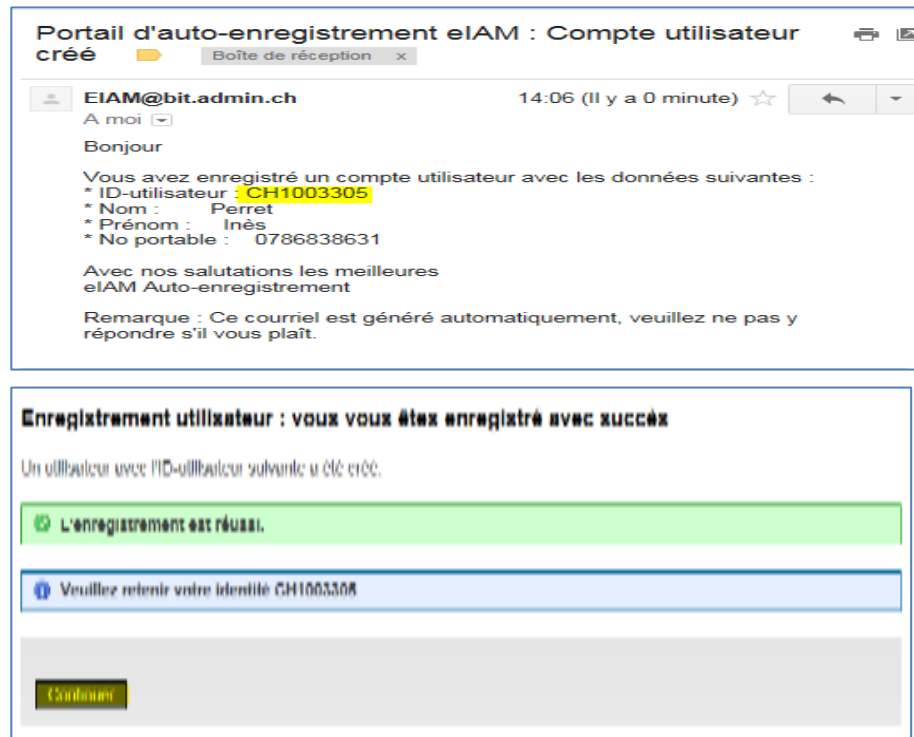 Portail d'auto-enregistrement eIAM : Compte utilisateur
créé Boîte de réception x
EIAM@bit.admin.ch 14:06 (Il y a 0 minute)
A moi
Bonjour
Vous avez enregistré un compte utilisateur avec les données suivantes :
* ID-utilisateur : CH1003305
* Nom : Perret
* Prénom : Inès
* No portable : 0786838631
Avec nos salutations les meilleures
eIAM Auto-enregistrement
Remarque : Ce courriel est généré automatiquement, veuillez ne pas y
répondre s'il vous plaît.
Enregistrement utilisateur : vous vous êtes enregistré avec succès
Un utilisateur avec l'ID-utilisateur suivante a été créé.
L'enregistrement est réussi.
Veuillez retenir votre identité CH1003305
Continuer